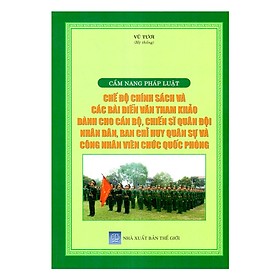 VŨ TƯƠI
(Hệ thống)
CẨM NANG PHÁP LUẬT
CHẾ ĐỘ CHÍNH SÁCH VÀ
CÁC BÀI DIỄN VĂN THAM KHẢO
DÀNH CHO CÁN BỘ, CHIẾN SĨ QUÂN ĐỘI
NHÂN DÂN, BAN CHỈ HUY QUÂN SỰ VÀ
CÔNG NHÂN VIÊN CHỨC QUỐC PHÒNG
NHÀ XUẤT BẢN THẾ GIỚI